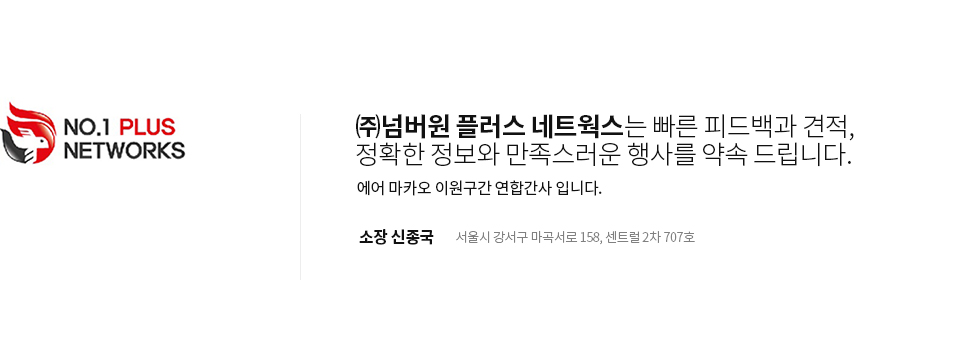 NO.1 PLUS
NETWORKS
㈜넘버원 플러스 네트웍스는 빠른 피드백과 견적,
정확한 정보와 만족스러운 행사를 약속 드립니다.
에어 마카오 이원구간 연합간사 입니다.
소장 신종국 서울시 강서구 마곡서로 158, 센트럴 2차 707호